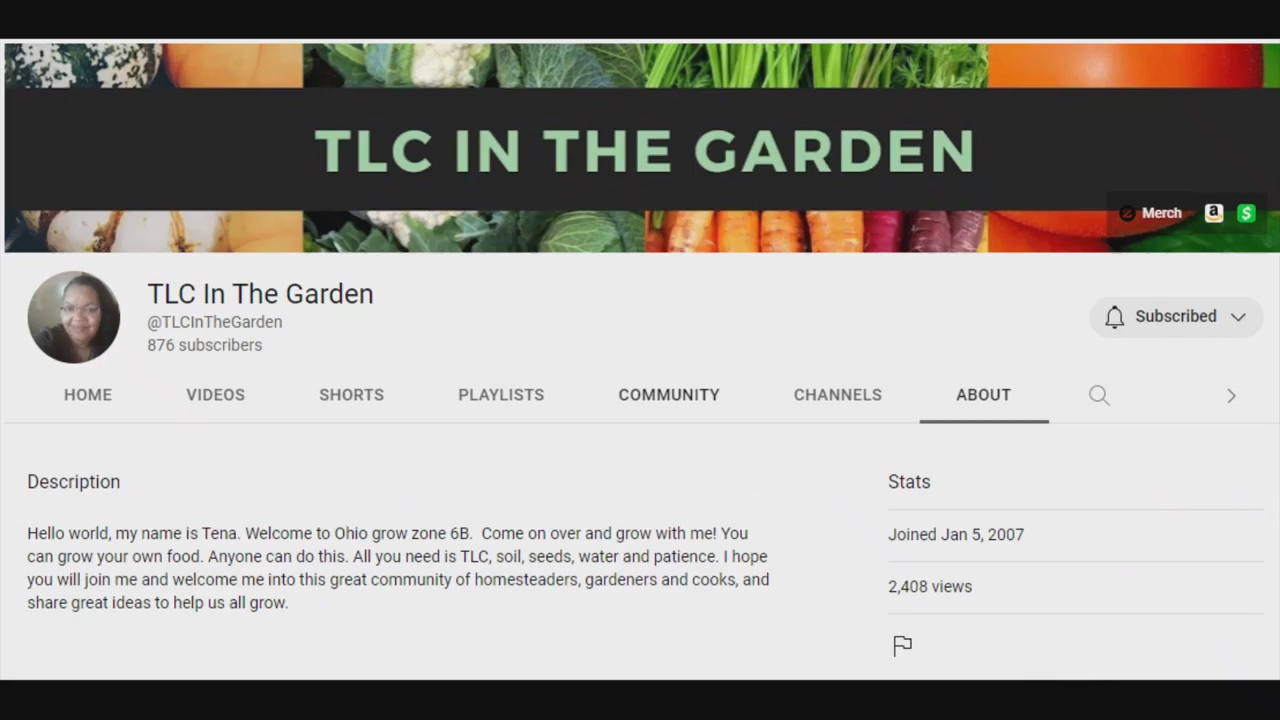 TLC IN THE GARDEN
Merch
TLC In The Garden
@TLCInTheGarden
876 subscribers
Subscribed
HOME VIDEOS SHORTS PLAYLISTS COMMUNITY CHANNELS ABOUT
Description
Hello world, my name is Tena. Welcome to Ohio grow zone 6B.  Come on over and grow with me! You
can grow your own food. Anyone can do this. All you need is TLC, soil, seeds, water and patience. I hope
you will join me and welcome me into this great community of homesteaders, gardeners and cooks, and
share great ideas to help us all grow.
Stats
Joined Jan 5, 2007
2,408 views